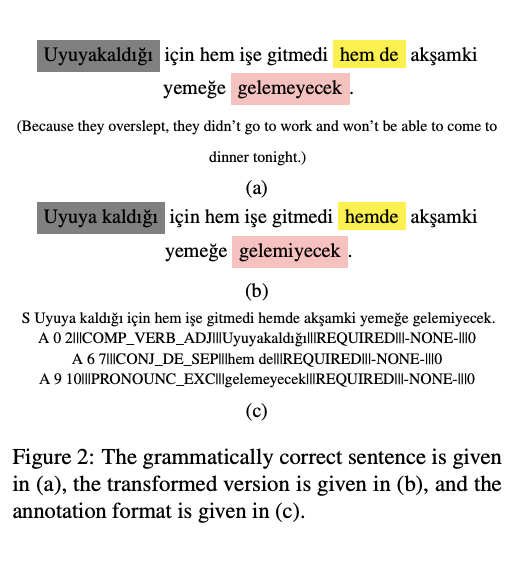 Uyuyakaldığı için hem işe gitmedi hem de akşamki
yemeğe gelemeyecek.
(Because they overslept, they didn't go to work and won't be able to come to
dinner tonight.)
(a)
Uyuya kaldığı için hem işe gitmedi hemde akşamki
yemeğe gelemiyecek.
(b)
S Uyuya kaldığı için hem işe gitmedi hemde akşamki yemeğe gelemiyecek.
A 0 2|||COMP_VERB_ADJ|||Uyuyakaldığı|||REQUIRED|||-NONE-|||0
A 6 7|||CONJ_DE_SEP|||hem de|||REQUIRED|||-NONE-|||0
A 9 10|||PRONOUNC_EXC|||gelemeyecek|||REQUIRED|||-NONE-|||0
(c)
Figure 2: The grammatically correct sentence is given
in (a), the transformed version is given in (b), and the
annotation format is given in (c).